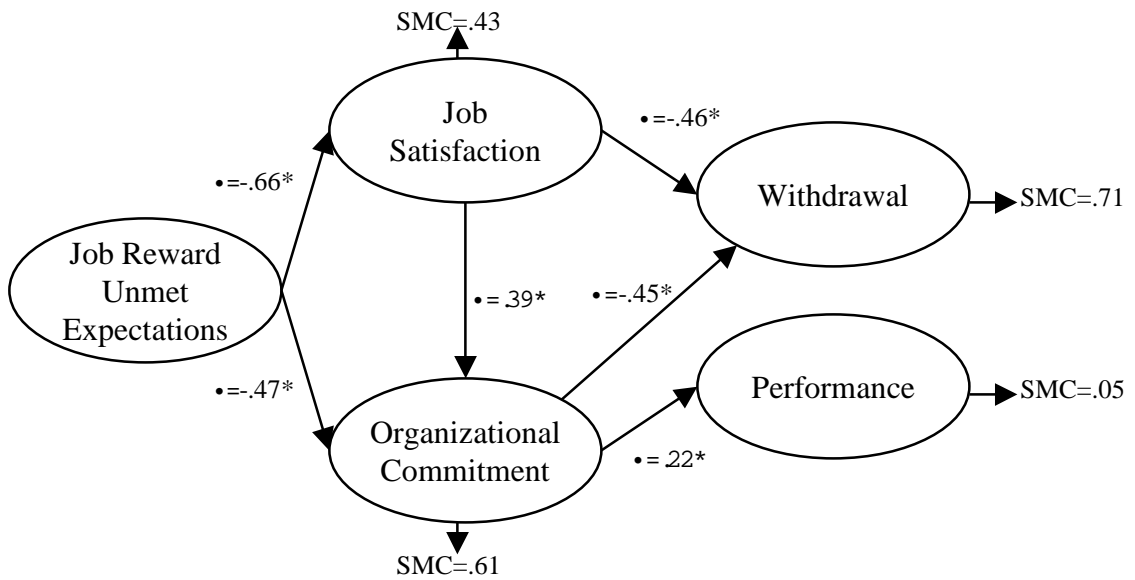 SMC=.43
Job
Satisfaction
•=-.46*
•=-.66*
Withdrawal
SMC=.71
Job Reward
Unmet
Expectations
•=.39*
•=-.45*
•=-.47*
Performance
SMC=.05
Organizational
Commitment
•=.22*
SMC=.61